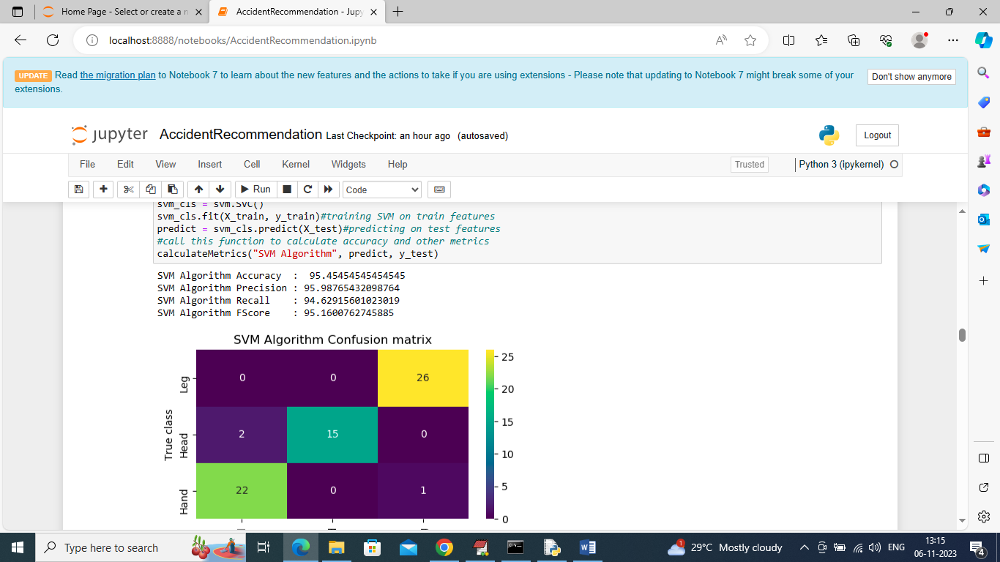 Home Page - Select or create a n
AccidentRecommendation - Jupy
localhost:8888/notebooks/AccidentRecommendation.ipynb
UPDATE Read the migration plan to Notebook 7 to learn about the new features and the actions to take if you are using extensions - Please note that updating to Notebook 7 might break some of your
extensions.
Don't show anymore
jupyter AccidentRecommendation Last Checkpoint: an hour ago (autosaved)
Logout
File Edit View Insert Cell Kernel Widgets Help
Trusted
Python 3 (ipykernel)
Run
Code
svm_cls = svm.SVC()
svm_cls.fit(X_train, y_train)#training SVM on train features
predict = svm_cls.predict(X_test)#predicting on test features
#call this function to calculate accuracy and other metrics
calculateMetrics("SVM Algorithm", predict, y_test)
SVM Algorithm Accuracy  :  95.45454545454545
SVM Algorithm Precision : 95.98765432098764
SVM Algorithm Recall    : 94.62915601023019
SVM Algorithm FScore    : 95.1600762745885
SVM Algorithm Confusion matrix
True class
Leg 0 0 26
Head 2 15 0
Hand 22 0 1
25
20
15
10
5
0
Type here to search
29°C Mostly cloudy
ENG
13:15
06-11-2023
4